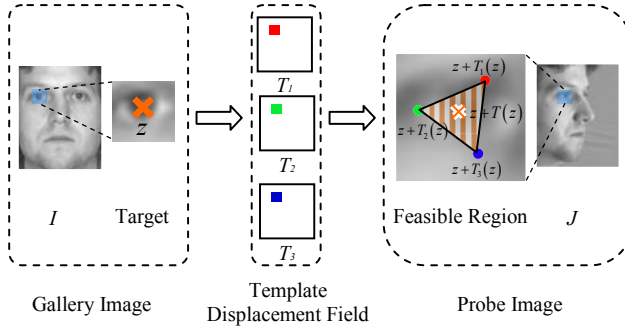 z
I
Target
Gallery Image
T1
T2
T3
Template
Displacement Field
z + T1(z)
z + T(z)
z + T2(z)
z + T3(z)
Feasible Region
J
Probe Image